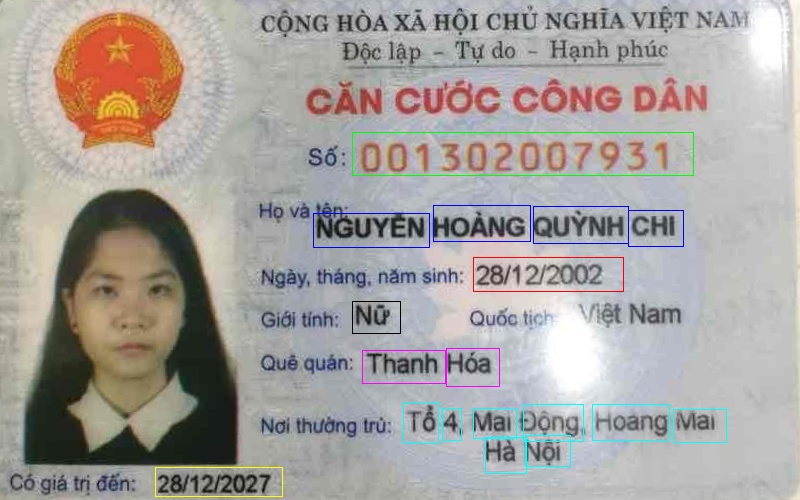 CỘNG HÒA XÃ HỘI CHỦ NGHĨA VIỆT NAM
Độc lập - Tự do - Hạnh phúc
CĂN CƯỚC CÔNG DÂN
Số: 001302007931
Họ và tên:
NGUYỄN HOÀNG QUỲNH CHI
Ngày, tháng, năm sinh: 28/12/2002
Giới tính: Nữ Quốc tịch: Việt Nam
Quê quán: Thanh Hóa
Nơi thường trú: Tổ 4, Mai Động, Hoàng Mai
Hà Nội
Có giá trị đến: 28/12/2027